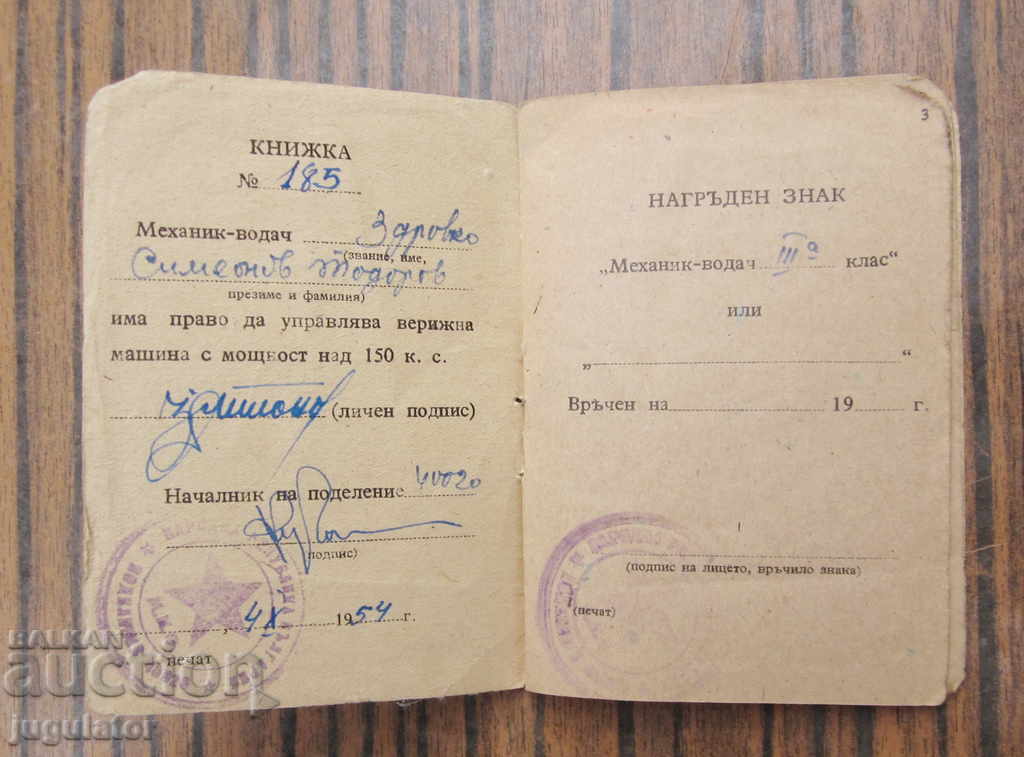 КНИЖКА
№ 185
Механик-водач Здравко
(звание, име,
Симеонов Тодоров
презиме и фамилия)
има право да управлява верижна
машина с мощност над 150 к. с.
(личен подпис)
Началник на поделение 40020
(подпис)
, 4 X 1954 г.
печат
3
НАГРЪДЕН ЗНАК
„Механик-водач IIIа клас“
или
„ “
Връчен на 19 г.
(подпис на лицето, връчило знака)
(печат)
BALKAN
auction
jugulator